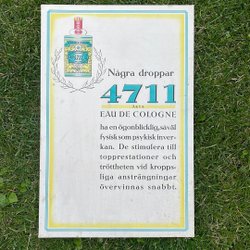 Några droppar
4711
äkta
EAU DE COLOGNE
ha en ögonblicklig, såväl
fysisk som psykisk inver-
kan. De stimulera till
topprestationer och
tröttheten vid kropps-
liga ansträngningar
övervinnas snabbt.